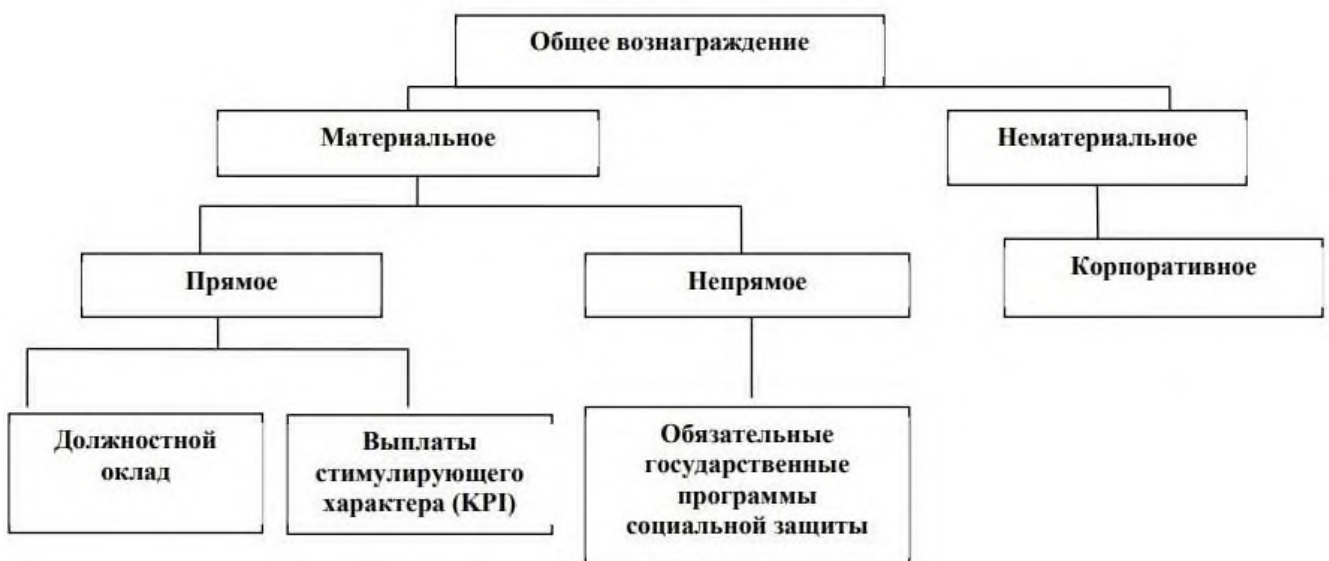 Общее вознаграждение
Материальное
Нематериальное
Прямое
Непрямое
Корпоративное
Должностной
оклад
Выплаты
стимулирующего
характера (KPI)
Обязательные
государственные
программы
социальной защиты